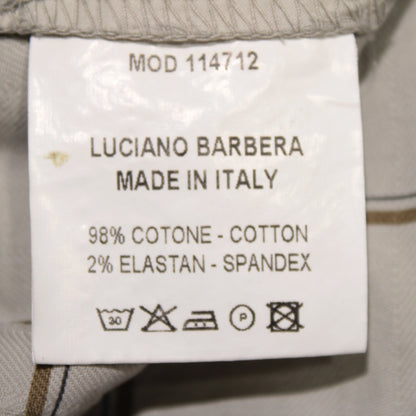 MOD 114712
LUCIANO BARBERA
MADE IN ITALY
98% COTONE - COTTON
2% ELASTAN - SPANDEX
30 P